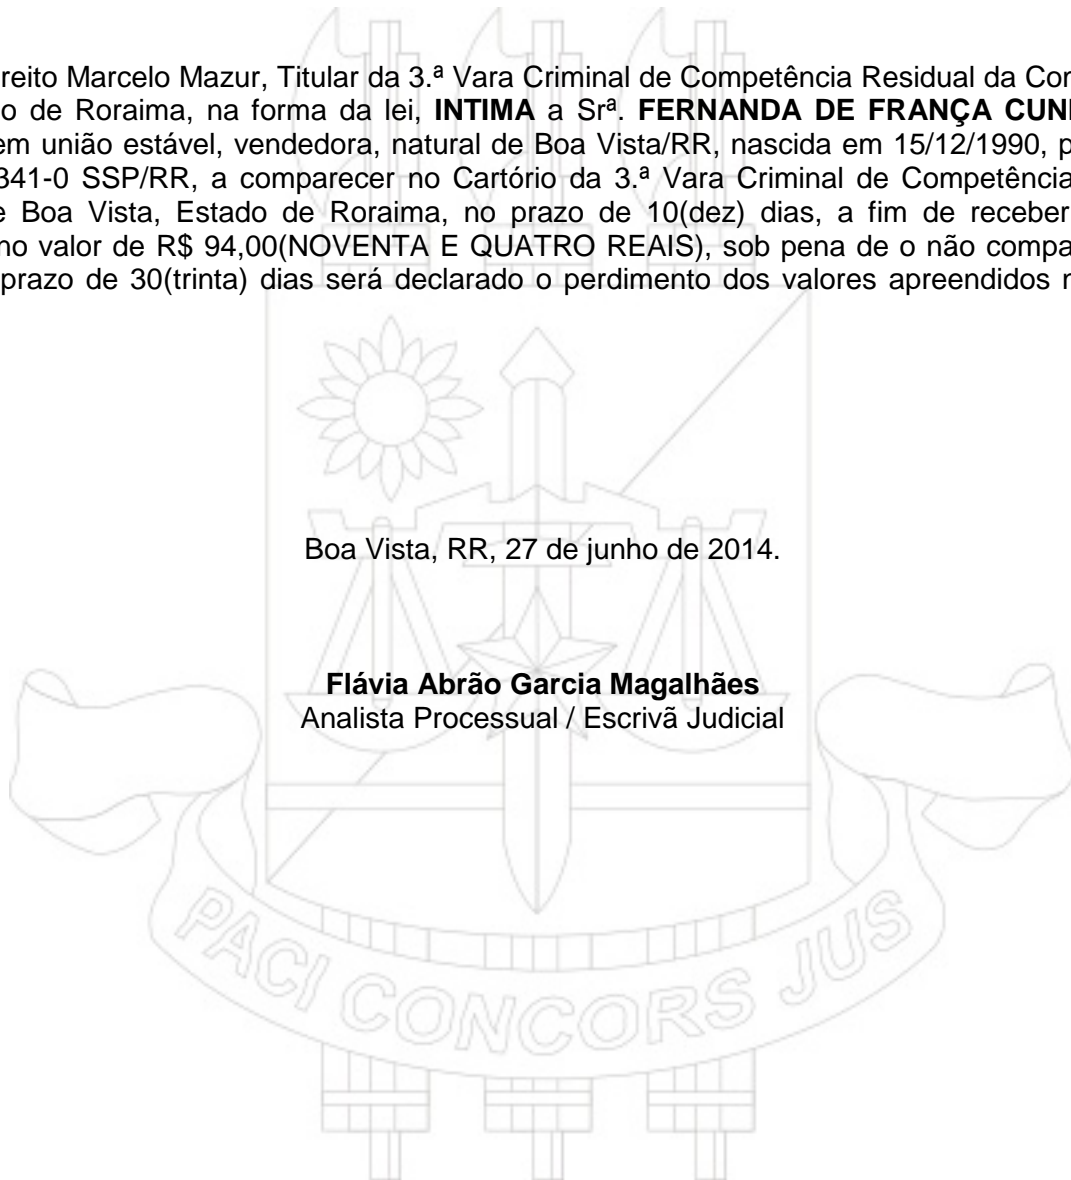 reito Marcelo Mazur, Titular da 3.ª Vara Criminal de Competência Residual da Co
o de Roraima, na forma da lei, INTIMA a Srª. FERNANDA DE FRANÇA CUN
em união estável, vendedora, natural de Boa Vista/RR, nascida em 15/12/1990, p
341-0 SSP/RR, a comparecer no Cartório da 3.ª Vara Criminal de Competência
e Boa Vista, Estado de Roraima, no prazo de 10(dez) dias, a fim de receber
no valor de R$ 94,00(NOVENTA E QUATRO REAIS), sob pena de o não compa
prazo de 30(trinta) dias será declarado o perdimento dos valores apreendidos n
Boa Vista, RR, 27 de junho de 2014.
Flávia Abrão Garcia Magalhães
Analista Processual / Escrivã Judicial
PACI CONCORS JUS